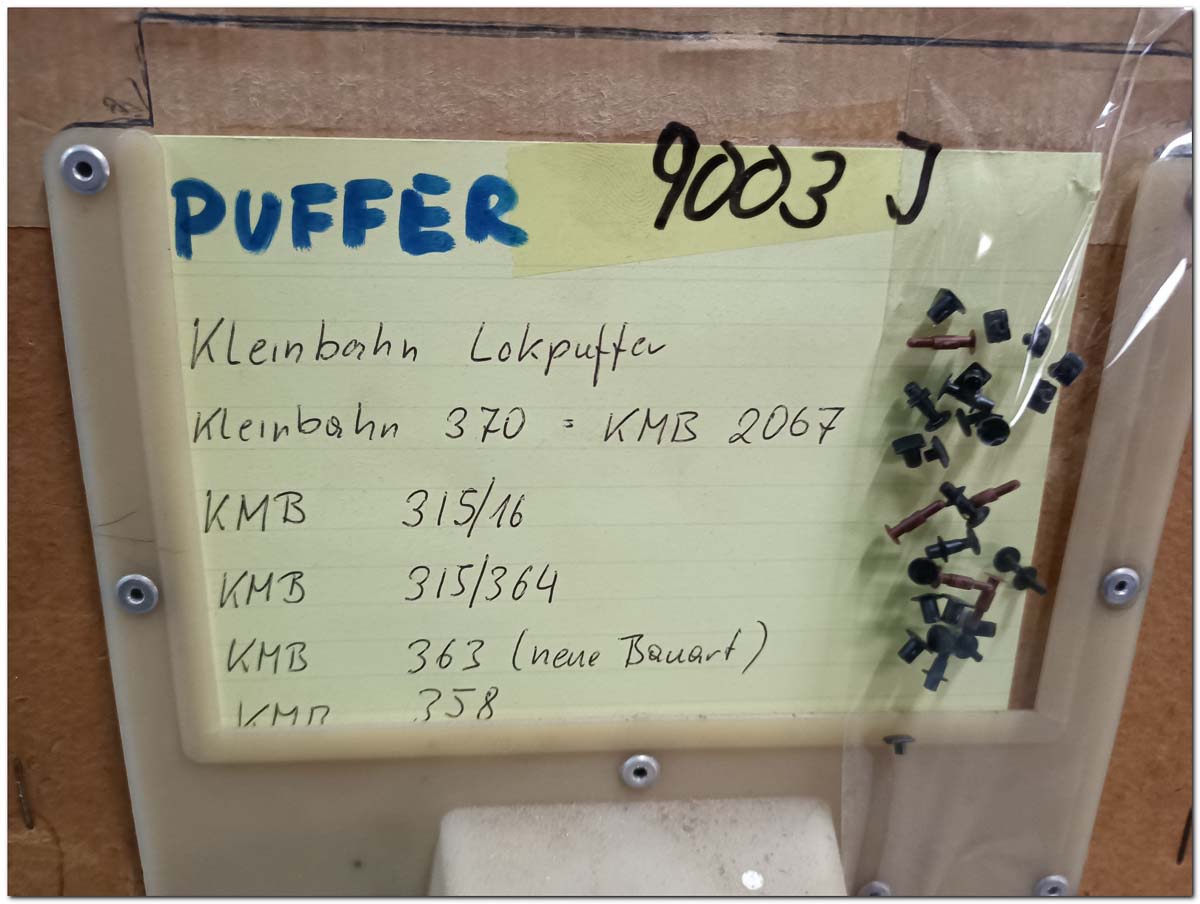 PUFFER 9003 J
Kleinbahn Lokpuffer
Kleinbahn 370 = KMB 2067
KMB 315/16
KMB 315/364
KMB 363 (neue Bauart)
KMB 358